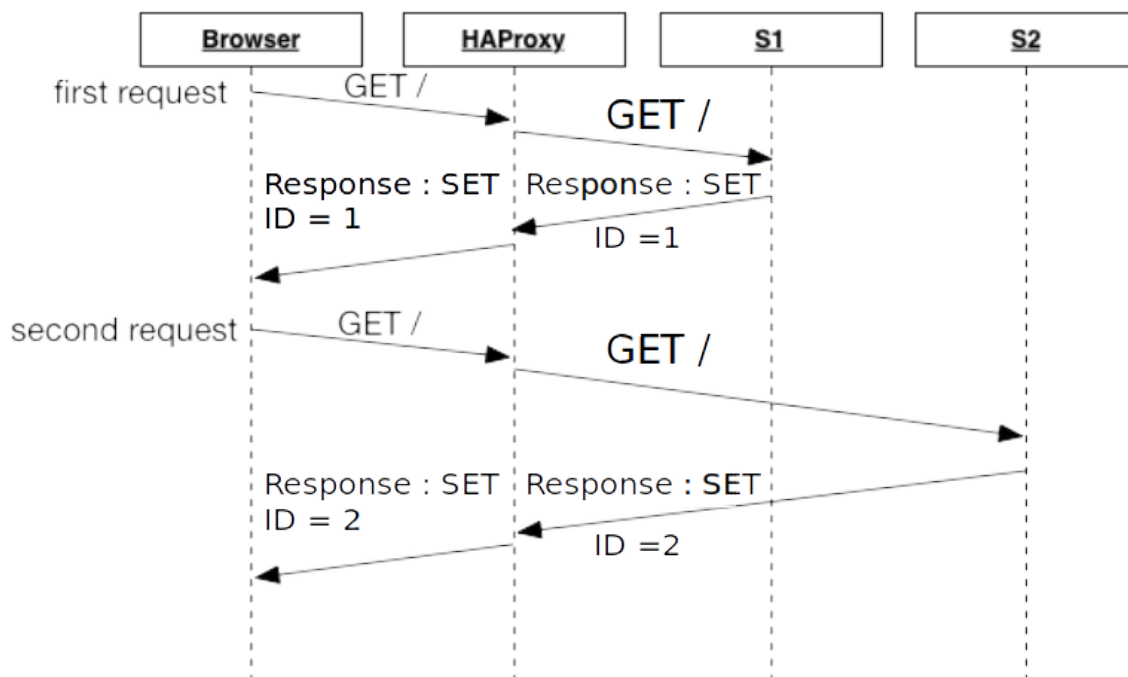 Browser
HAProxy
S1
S2
first request
GET /
GET /
Response : SET
ID = 1
Response : SET
ID =1
second request
GET /
GET /
Response : SET
ID = 2
Response : SET
ID =2